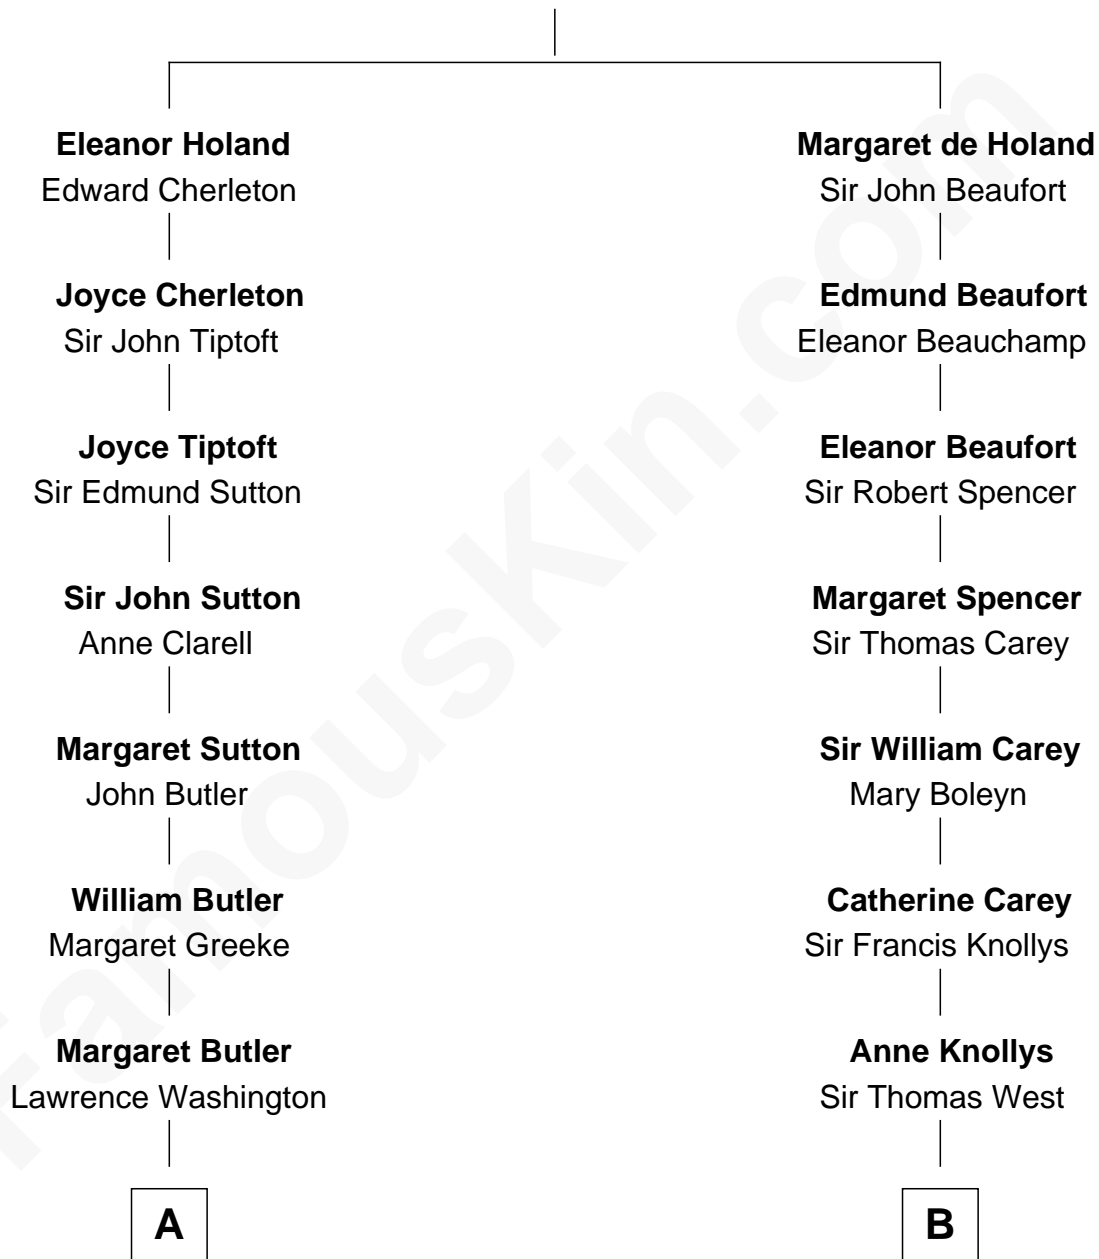 Eleanor Holand
Edward Cherleton
Joyce Cherleton
Sir John Tiptoft
Joyce Tiptoft
Sir Edmund Sutton
Sir John Sutton
Anne Clarell
Margaret Sutton
John Butler
William Butler
Margaret Greeke
Margaret Butler
Lawrence Washington
A
Margaret de Holand
Sir John Beaufort
Edmund Beaufort
Eleanor Beauchamp
Eleanor Beaufort
Sir Robert Spencer
Margaret Spencer
Sir Thomas Carey
Sir William Carey
Mary Boleyn
Catherine Carey
Sir Francis Knollys
Anne Knollys
Sir Thomas West
B
FamousKin.com